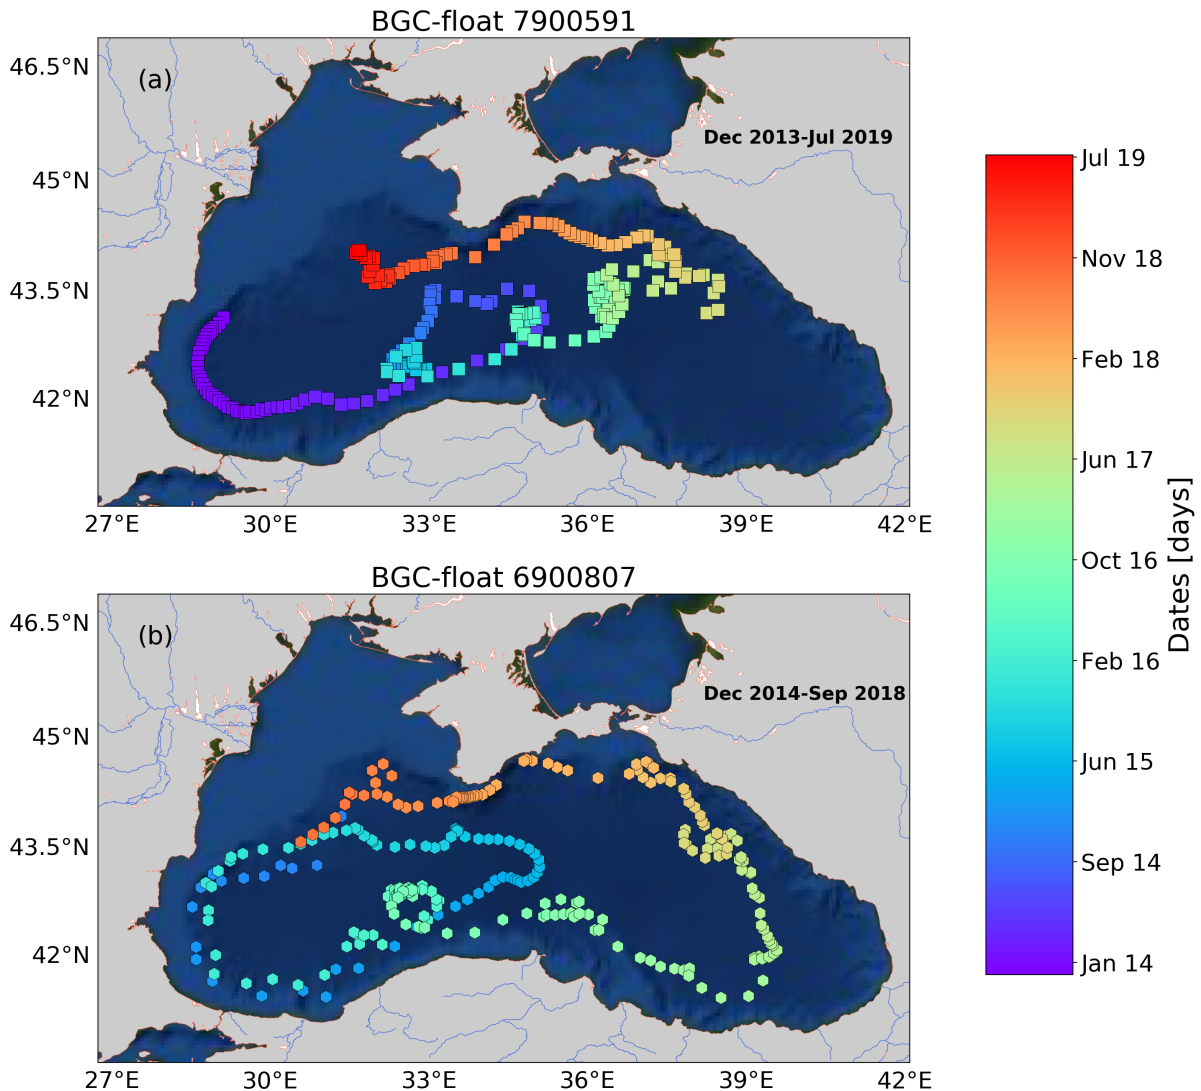 BGC-float 7900591
46.5°N
(a)
Dec 2013-Jul 2019
45°N
43.5°N
42°N
27°E 30°E 33°E 36°E 39°E 42°E
BGC-float 6900807
46.5°N
(b)
Dec 2014-Sep 2018
45°N
43.5°N
42°N
27°E 30°E 33°E 36°E 39°E 42°E
Jul 19
Nov 18
Feb 18
Jun 17
Oct 16
Feb 16
Jun 15
Sep 14
Jan 14
Dates [days]